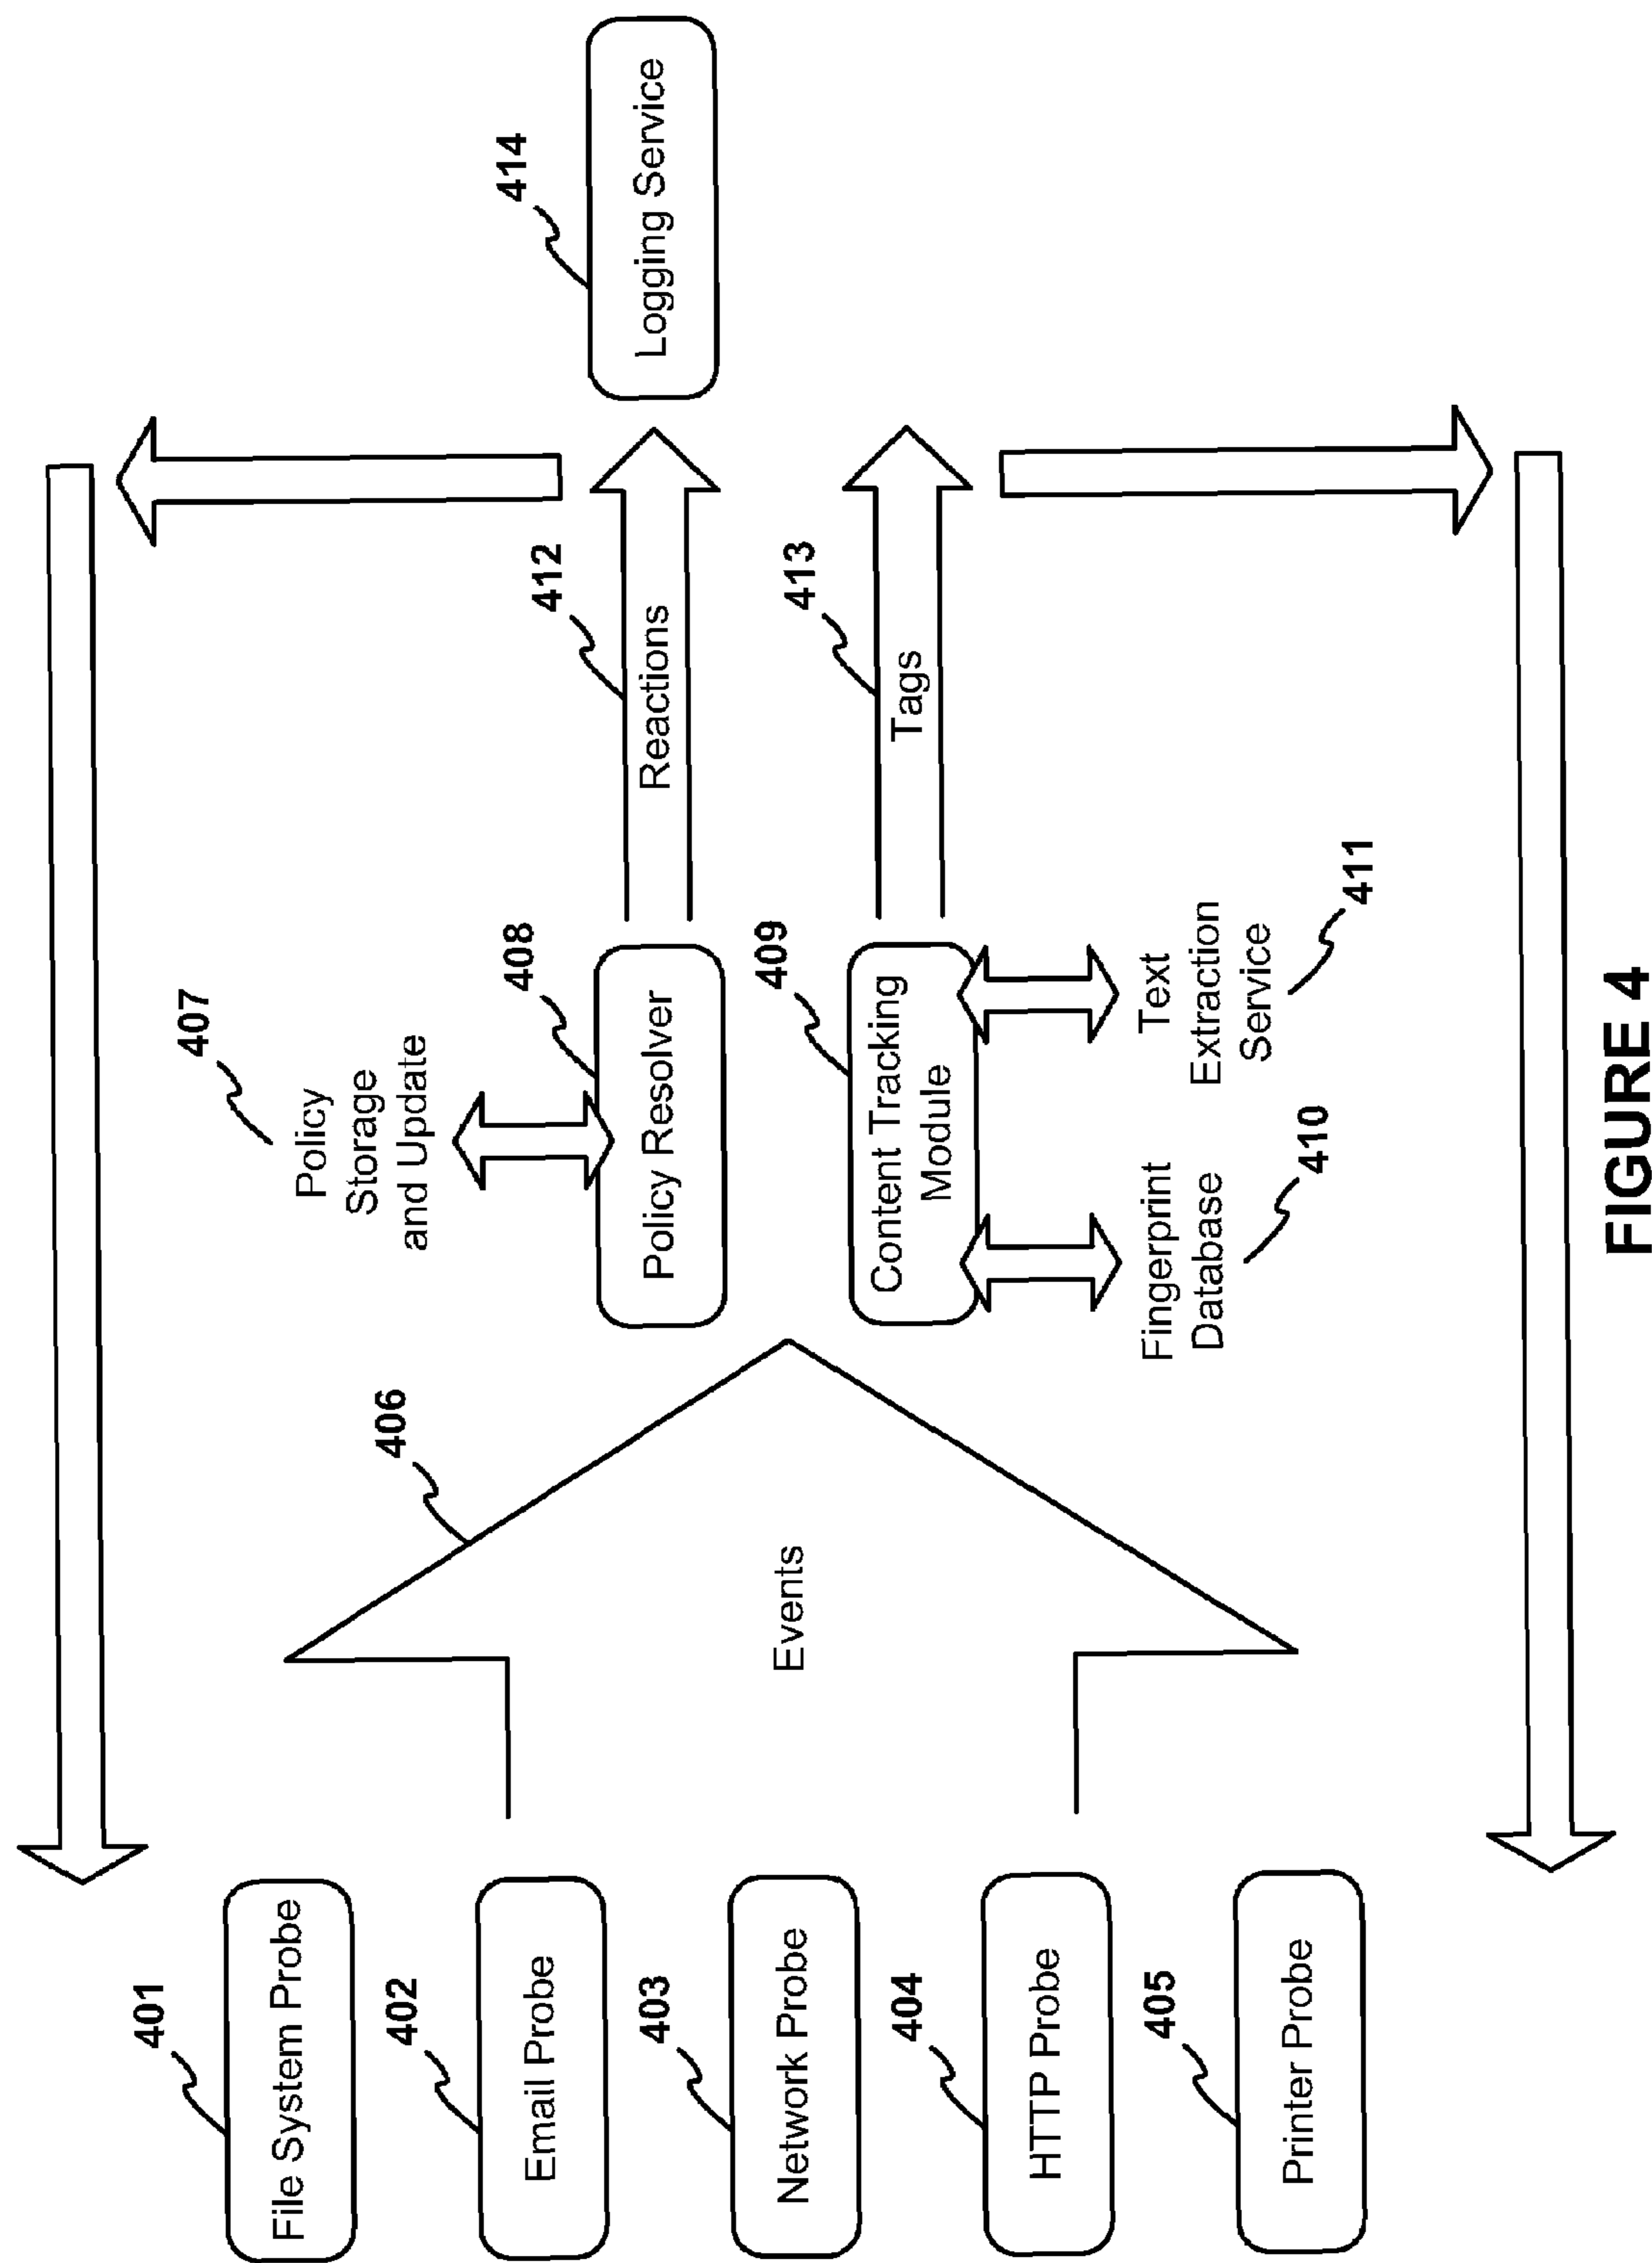 401
File System Probe
402
Email Probe
403
Network Probe
404
HTTP Probe
405
Printer Probe
406
Events
407
Policy
Storage
and Update
408
Policy Resolver
409
Content Tracking
Module
Fingerprint
Database
410
Text
Extraction
Service
411
412
Reactions
413
Tags
414
Logging Service
FIGURE 4